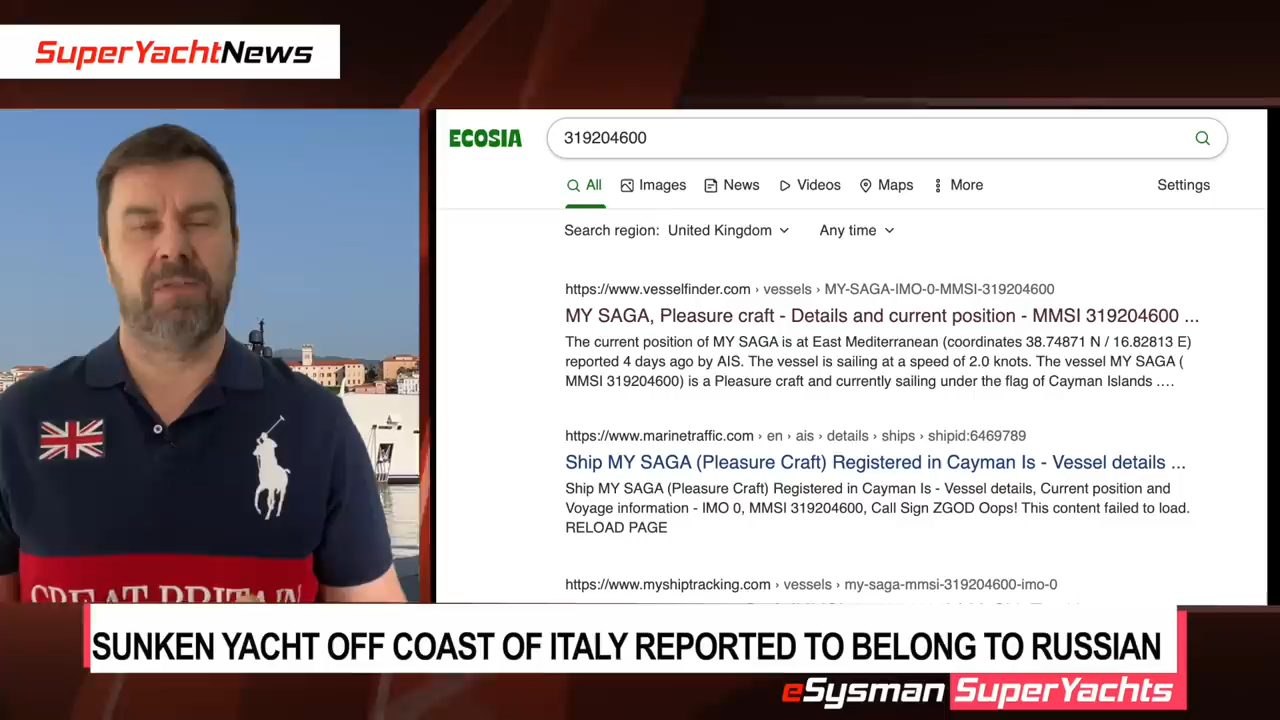 SuperYachtNews
ECOSIA
319204600
All Images News Videos Maps More Settings
Search region: United Kingdom Any time
https://www.vesselfinder.com › vessels › MY-SAGA-IMO-0-MMSI-319204600
MY SAGA, Pleasure craft - Details and current position - MMSI 319204600 ...
The current position of MY SAGA is at East Mediterranean (coordinates 38.74871 N / 16.82813 E)
reported 4 days ago by AIS. The vessel is sailing at a speed of 2.0 knots. The vessel MY SAGA (
MMSI 319204600) is a Pleasure craft and currently sailing under the flag of Cayman Islands ….
https://www.marinetraffic.com › en › ais › details › ships › shipid:6469789
Ship MY SAGA (Pleasure Craft) Registered in Cayman Is - Vessel details ...
Ship MY SAGA (Pleasure Craft) Registered in Cayman Is - Vessel details, Current position and
Voyage information - IMO 0, MMSI 319204600, Call Sign ZGOD Oops! This content failed to load.
RELOAD PAGE
https://www.myshiptracking.com › vessels › my-saga-mmsi-319204600-imo-0
GREAT BRITAIN
SUNKEN YACHT OFF COAST OF ITALY REPORTED TO BELONG TO RUSSIAN
eSysman SuperYachts